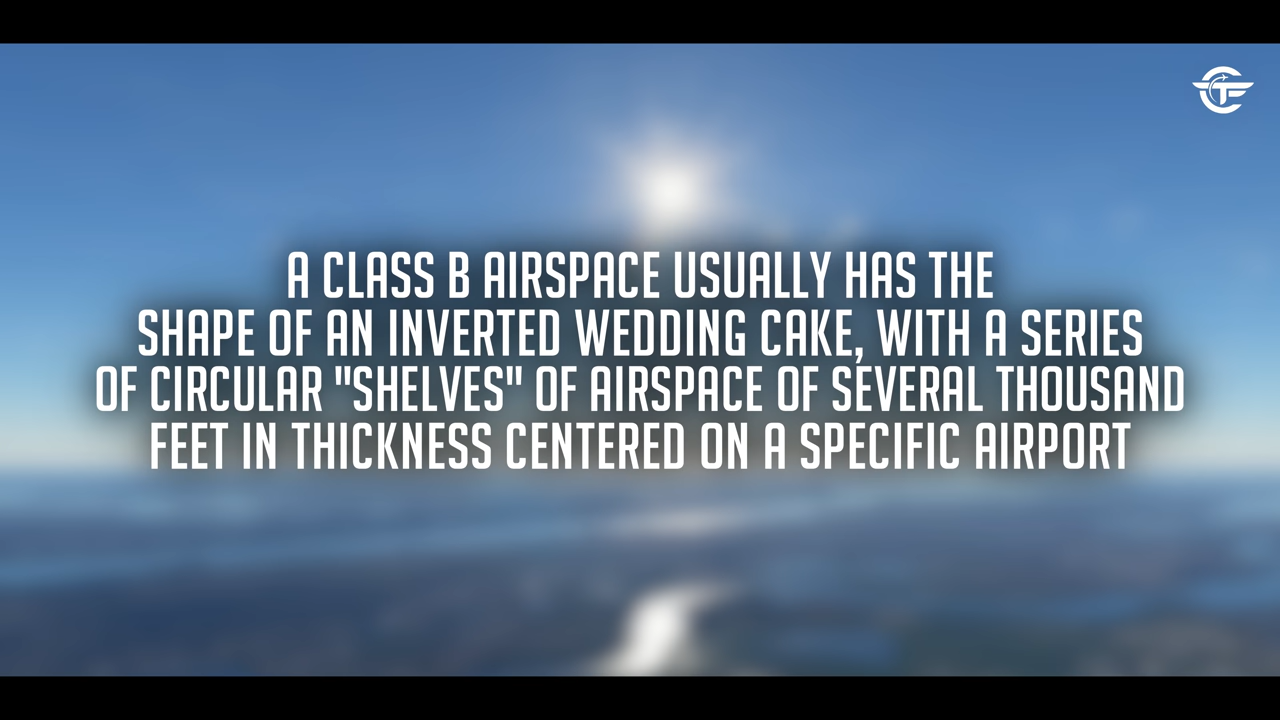 A CLASS B AIRSPACE USUALLY HAS THE
SHAPE OF AN INVERTED WEDDING CAKE, WITH A SERIES
OF CIRCULAR "SHELVES" OF AIRSPACE OF SEVERAL THOUSAND
FEET IN THICKNESS CENTERED ON A SPECIFIC AIRPORT